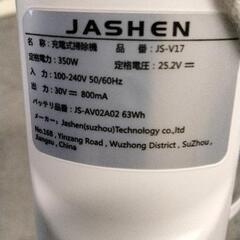 JASHEN
品名：充電式掃除機 品番：JS-V17
定格電力：350W 定格電圧：25.2V
入力：100-240V 50/60Hz
出力：30V 800mA
バッテリ品番：JS-AV02A02 63Wh
メーカー：Jashen(suzhou)Technology co.,ltd
No.168, Yinzang Road, Wuzhong District, SuZhou,
Jiangsu, China